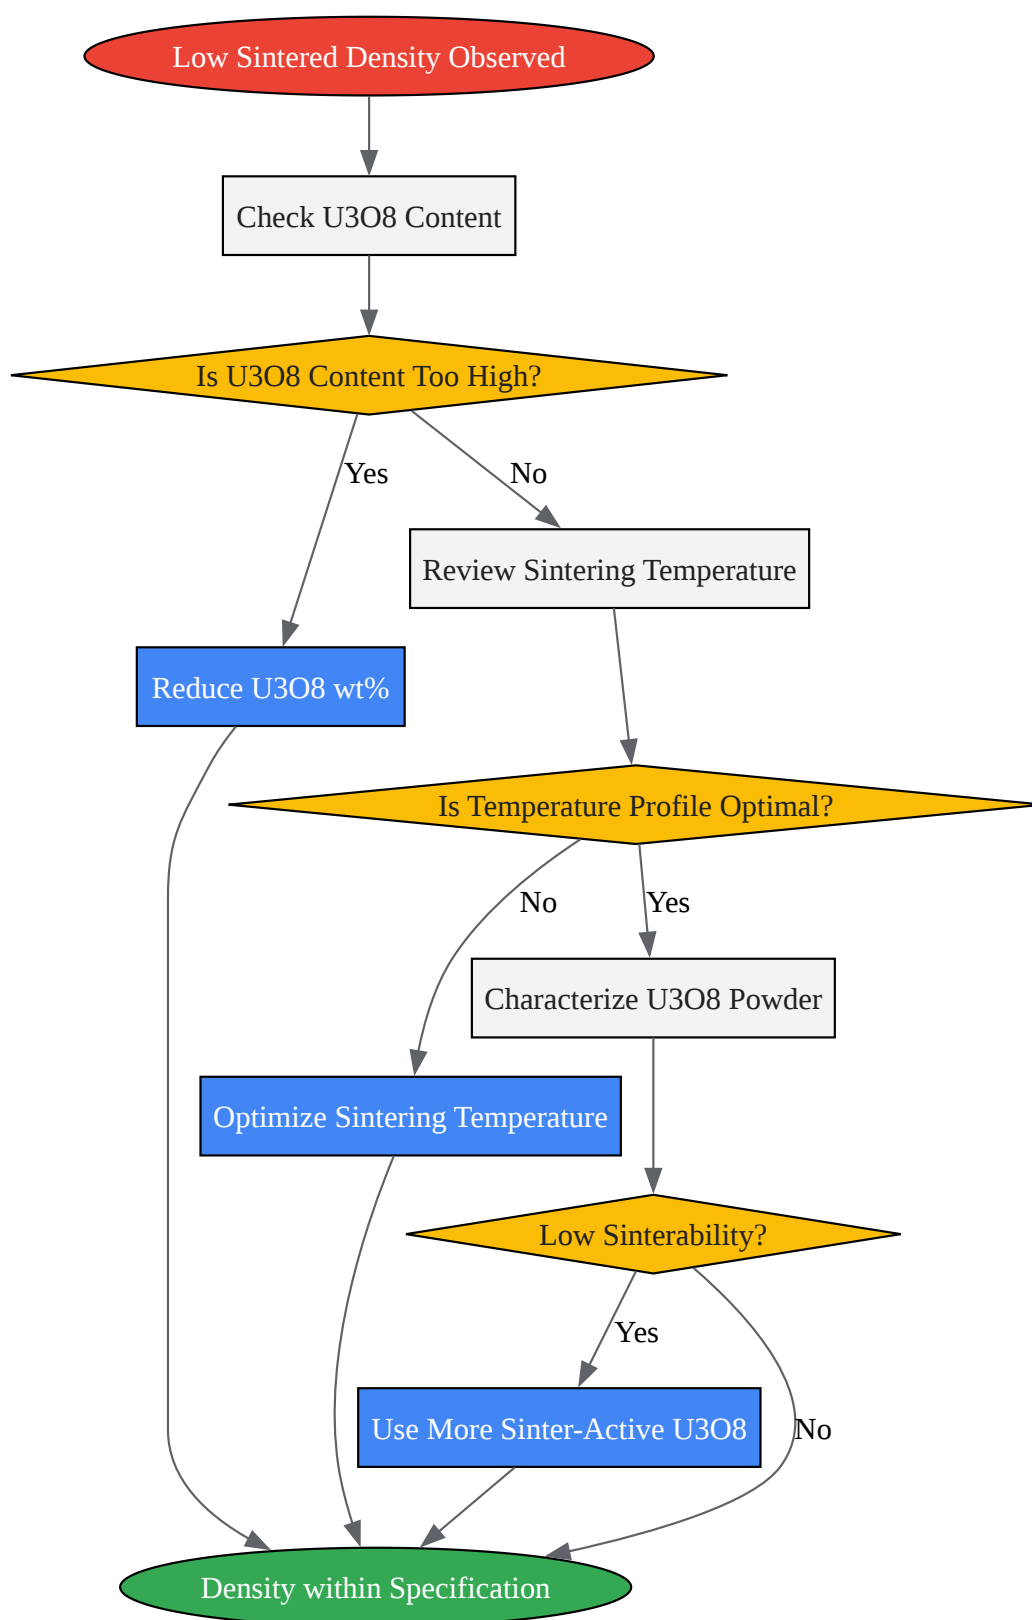 Low Sintered Density Observed
Check U3O8 Content
Is U3O8 Content Too High?
Yes
No
Review Sintering Temperature
Reduce U3O8 wt%
Is Temperature Profile Optimal?
No
Yes
Characterize U3O8 Powder
Optimize Sintering Temperature
Low Sinterability?
Yes
Use More Sinter-Active U3O8
No
Density within Specification